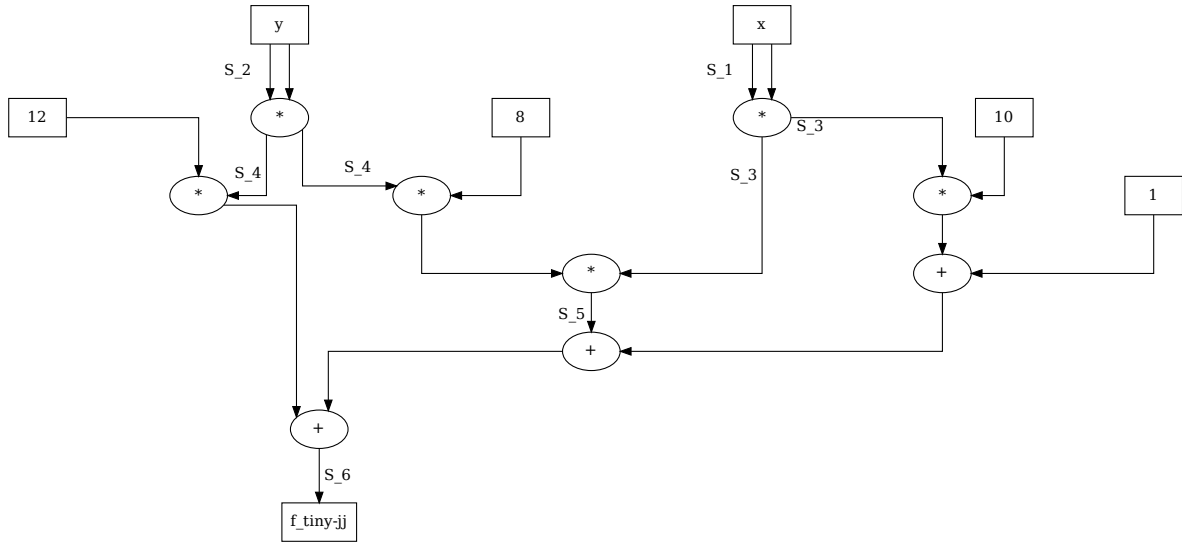 y
x
S_2
S_1
12
*
8
*
S_3
10
S_4
S_4
S_3
*
*
*
1
*
+
S_5
+
+
S_6
f_tiny-jj